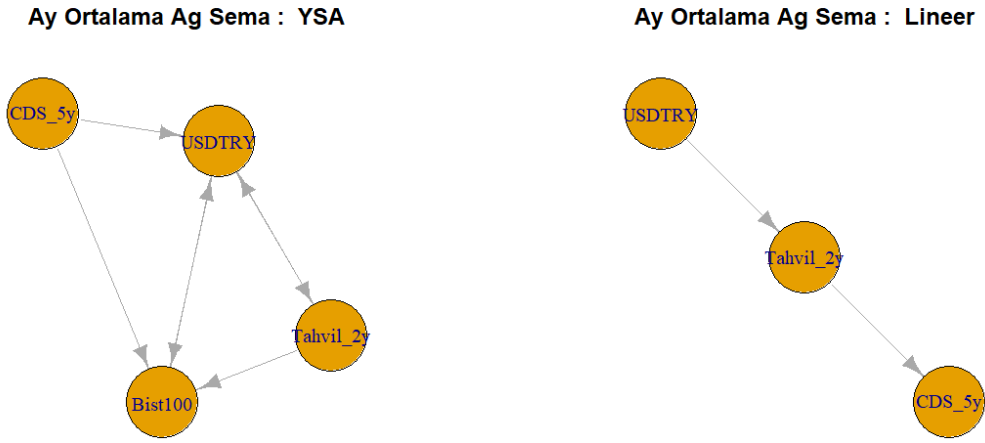 Ay Ortalama Ag Sema : YSA
CDS_5y
USDTRY
Tahvil_2y
Bist100
Ay Ortalama Ag Sema : Lineer
USDTRY
Tahvil_2y
CDS_5y